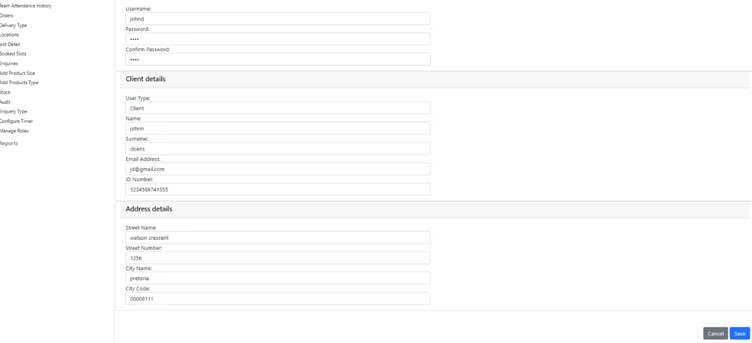 Team Attendance History
Orders
Delivery Type
Locations
Slot Detail
Booked Slots
Enquiries
Add Product Size
Add Products Type
Stock
Audit
Enquiry Type
Configure Timer
Manage Roles
Reports
Username:
johnd
Password:
••••
Confirm Password:
••••
Client details
User Type:
Client
Name:
johnn
Surname:
doens
Email Address:
jd@gmail.com
ID Number:
1234568741555
Address details
Street Name:
watson crescent
Street Number:
1236
City Name:
pretoria
City Code:
00008111
Cancel
Save